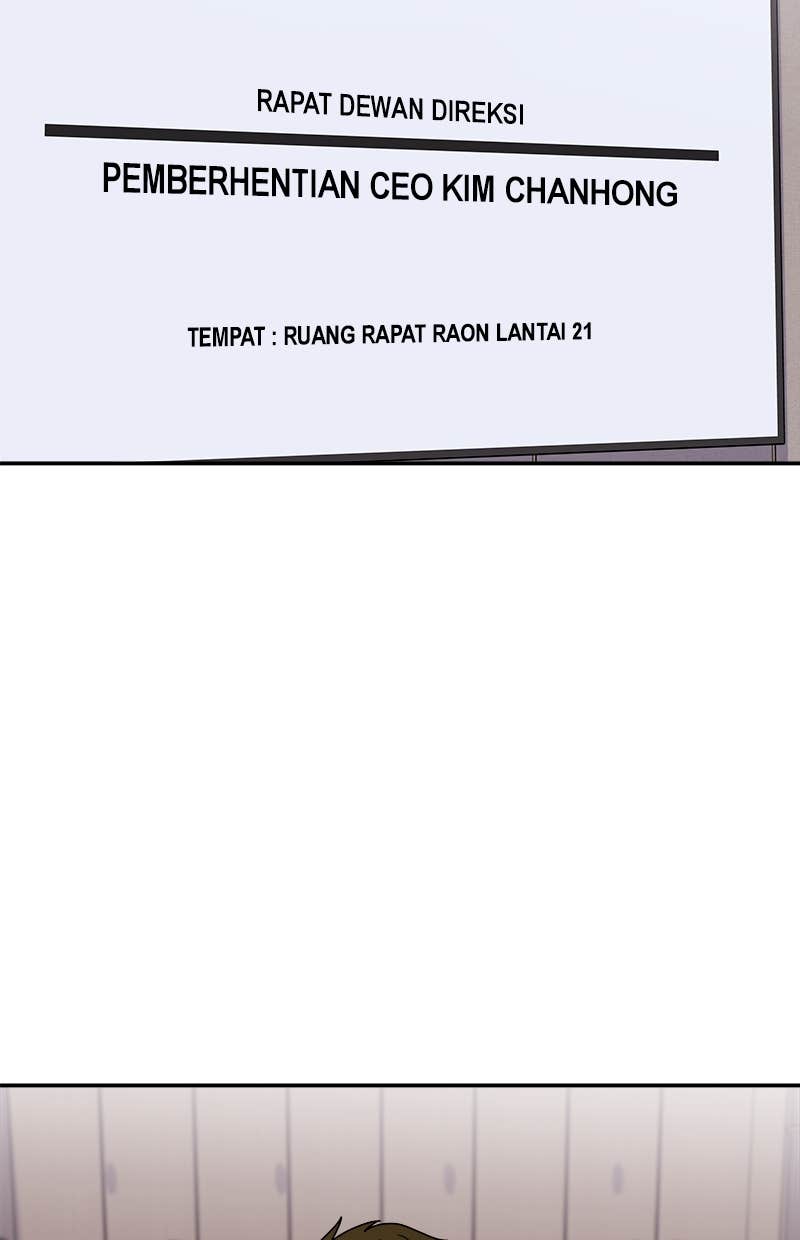 RAPAT DEWAN DIREKSI
PEMBERHENTIAN CEO KIM CHANHONG
TEMPAT : RUANG RAPAT RAON LANTAI 21